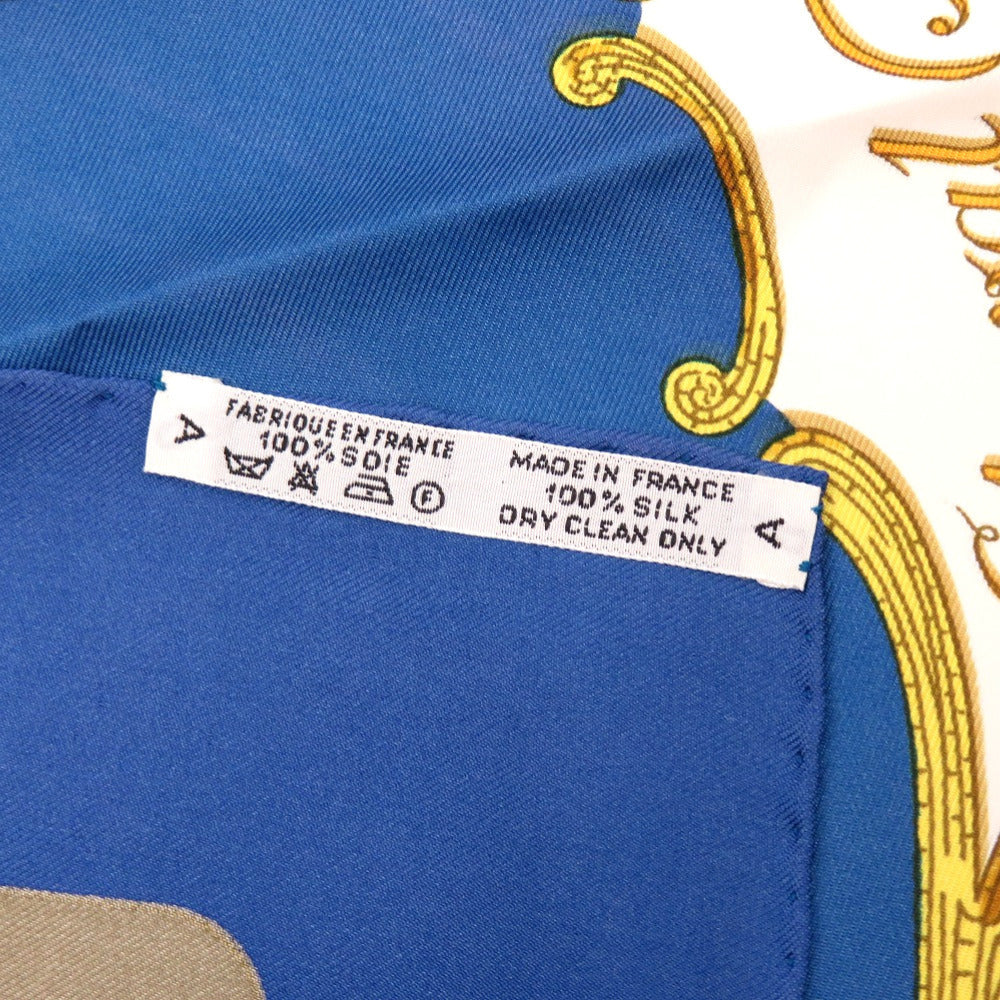 A
FABRIQUE EN FRANCE
100% SOIE
F
MADE IN FRANCE
100% SILK
DRY CLEAN ONLY
A